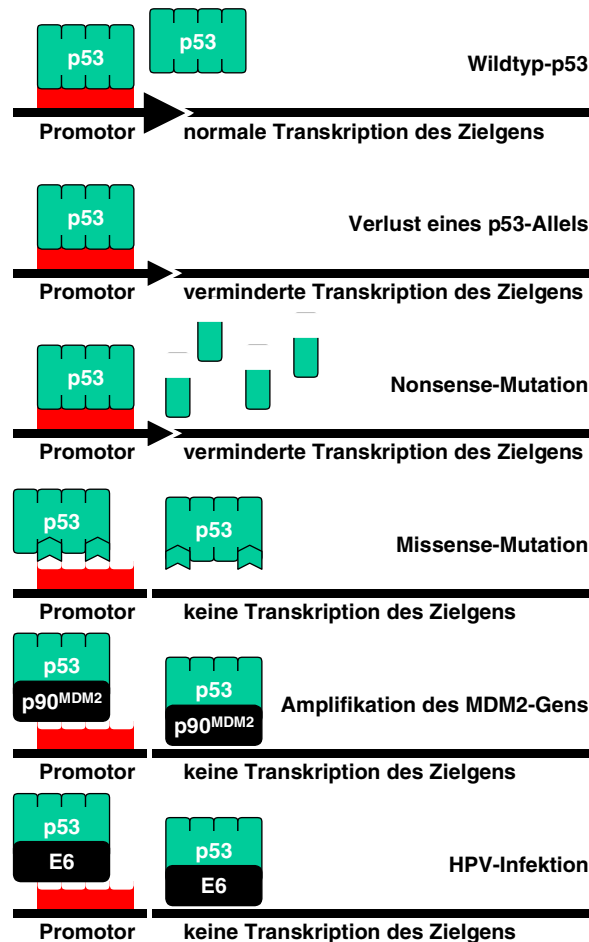 p53 p53
Wildtyp-p53
Promotor normale Transkription des Zielgens
p53
Verlust eines p53-Allels
Promotor verminderte Transkription des Zielgens
p53
Nonsense-Mutation
Promotor verminderte Transkription des Zielgens
p53 p53
Missense-Mutation
Promotor keine Transkription des Zielgens
p53 p53
p90MDM2 p90MDM2
Amplifikation des MDM2-Gens
Promotor keine Transkription des Zielgens
p53 p53
E6 E6
HPV-Infektion
Promotor keine Transkription des Zielgens